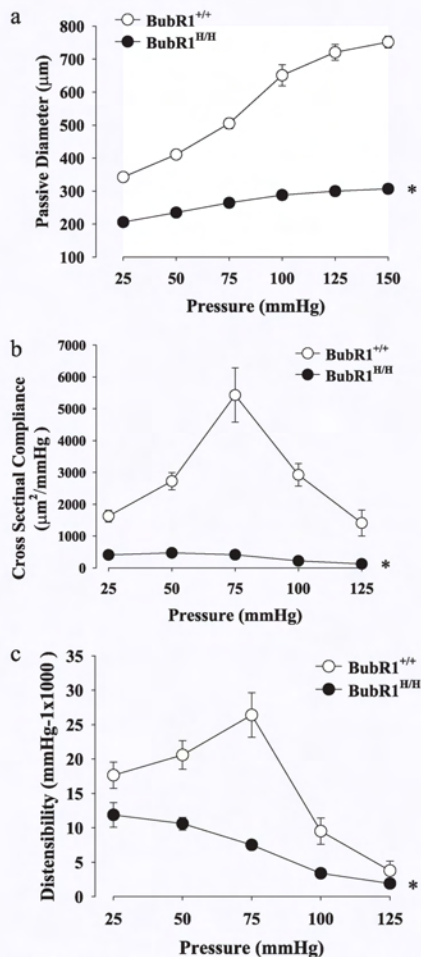 a
BubR1+/+
BubR1H/H
Passive Diameter (μm)
800
700
600
500
400
300
200
100
*
25 50 75 100 125 150
Pressure (mmHg)
b
BubR1+/+
BubR1H/H
Cross Sectinal Compliance
(μm²/mmHg)
7000
6000
5000
4000
3000
2000
1000
0
*
25 50 75 100 125
Pressure (mmHg)
c
BubR1+/+
BubR1H/H
Distensibility (mmHg-1x1000)
35
30
25
20
15
10
5
0
*
25 50 75 100 125
Pressure (mmHg)